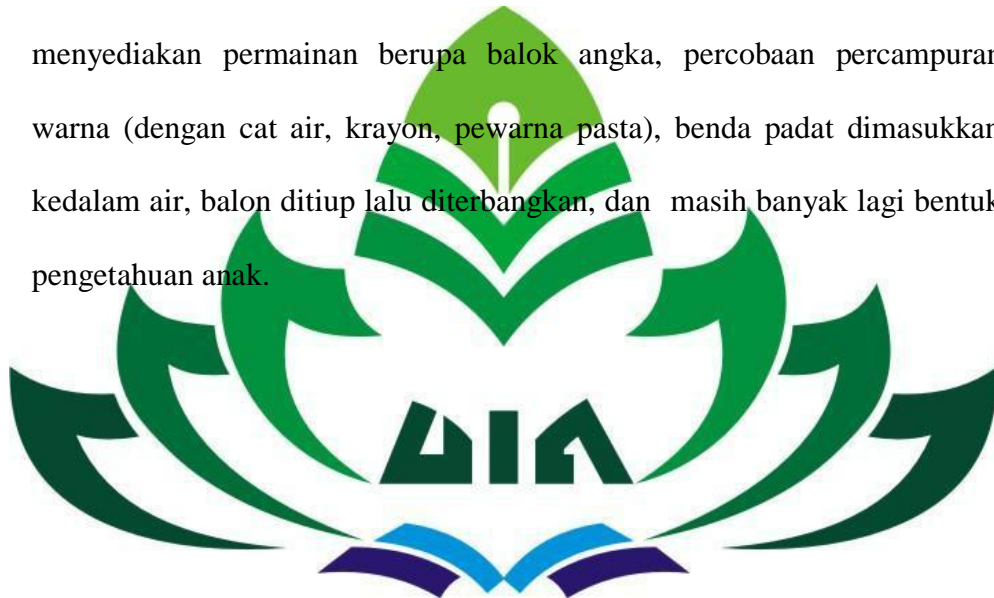 menyediakan permainan berupa balok angka, percobaan percampuran
warna (dengan cat air, krayon, pewarna pasta), benda padat dimasukkan
kedalam air, balon ditiup lalu diterbangkan, dan masih banyak lagi bentuk
pengetahuan anak.
UIN